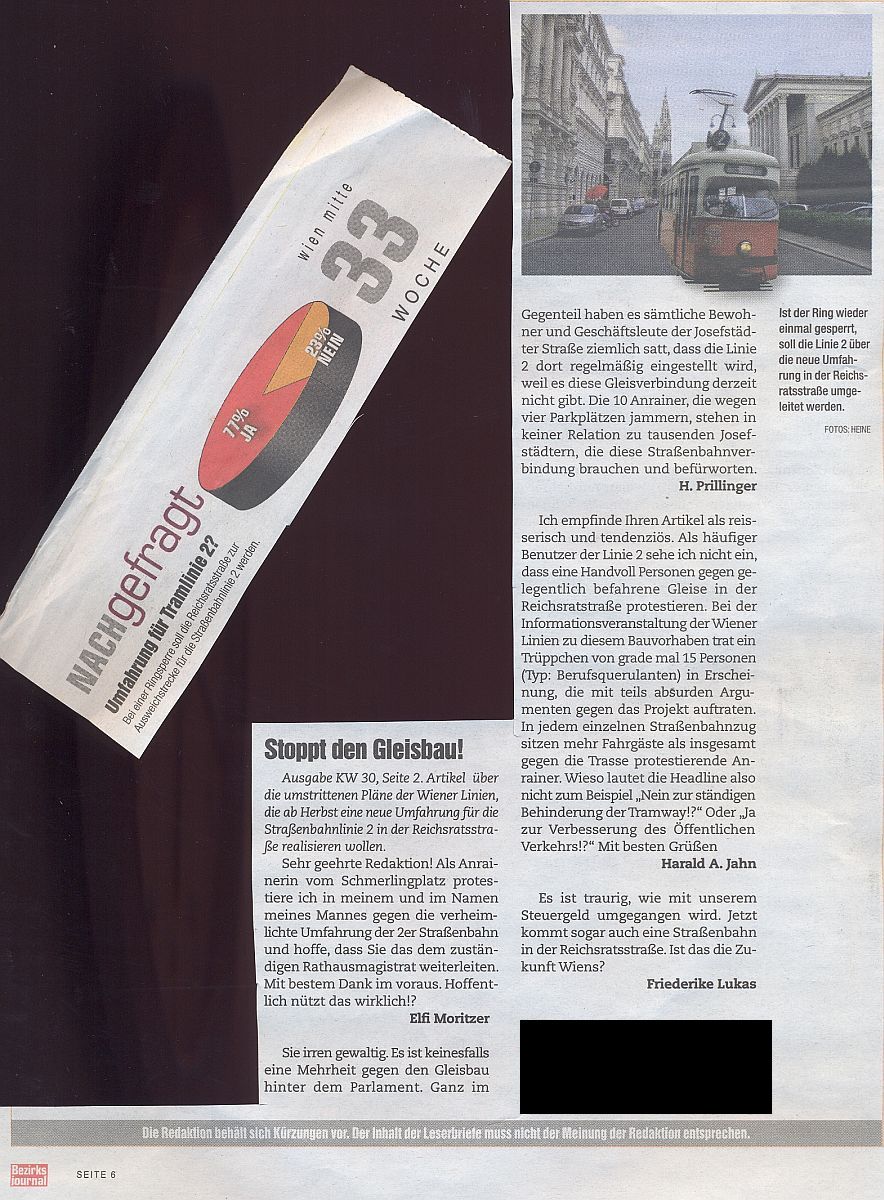 wien mitte
33
WOCHE
23%
NEIN
77%
JA
NACHgefragt
Umfahrung für Tramlinie 2?
Bei einer Ringsperre soll die Reichsratsstraße zur
Ausweichstrecke für die Straßenbahnlinie 2 werden.
Stoppt den Gleisbau!
Ausgabe KW 30, Seite 2. Artikel über
die umstrittenen Pläne der Wiener Linien,
die ab Herbst eine neue Umfahrung für die
Straßenbahnlinie 2 in der Reichsratsstra-
ße realisieren wollen.
Sehr geehrte Redaktion! Als Anrai-
nerin vom Schmerlingplatz protes-
tiere ich in meinem und im Namen
meines Mannes gegen die verheim-
lichte Umfahrung der 2er Straßenbahn
und hoffe, dass Sie das dem zustän-
digen Rathausmagistrat weiterleiten.
Mit bestem Dank im voraus. Hoffent-
lich nützt das wirklich!?
Elfi Moritzer
Sie irren gewaltig. Es ist keinesfalls
eine Mehrheit gegen den Gleisbau
hinter dem Parlament. Ganz im
2
Gegenteil haben es sämtliche Bewoh-
ner und Geschäftsleute der Josefstäd-
ter Straße ziemlich satt, dass die Linie
2 dort regelmäßig eingestellt wird,
weil es diese Gleisverbindung derzeit
nicht gibt. Die 10 Anrainer, die wegen
vier Parkplätzen jammern, stehen in
keiner Relation zu tausenden Josef-
städtern, die diese Straßenbahnver-
bindung brauchen und befürworten.
H. Prillinger
Ich empfinde Ihren Artikel als reis-
serisch und tendenziös. Als häufiger
Benutzer der Linie 2 sehe ich nicht ein,
dass eine Handvoll Personen gegen ge-
legentlich befahrene Gleise in der
Reichsratstraße protestieren. Bei der
Informationsveranstaltung der Wiener
Linien zu diesem Bauvorhaben trat ein
Trüppchen von grade mal 15 Personen
(Typ: Berufsquerulanten) in Erschei-
nung, die mit teils absurden Argu-
menten gegen das Projekt auftraten.
In jedem einzelnen Straßenbahnzug
sitzen mehr Fahrgäste als insgesamt
gegen die Trasse protestierende An-
rainer. Wieso lautet die Headline also
nicht zum Beispiel „Nein zur ständigen
Behinderung der Tramway!?“ Oder „Ja
zur Verbesserung des Öffentlichen
Verkehrs!?“ Mit besten Grüßen
Harald A. Jahn
Es ist traurig, wie mit unserem
Steuergeld umgegangen wird. Jetzt
kommt sogar auch eine Straßenbahn
in der Reichsratsstraße. Ist das die Zu-
kunft Wiens?
Friederike Lukas
Ist der Ring wieder
einmal gesperrt,
soll die Linie 2 über
die neue Umfah-
rung in der Reichs-
ratsstraße umge-
leitet werden.
FOTOS: HEINE
Die Redaktion behält sich Kürzungen vor. Der Inhalt der Leserbriefe muss nicht der Meinung der Redaktion entsprechen.
Bezirks
journal
SEITE 6